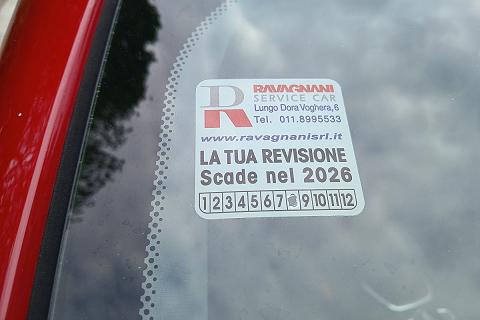 R
RAVAGNANI
SERVICE CAR
Lungo Dora Voghera,6
Tel. 011.8995533
www.ravagnanisrl.it
LA TUA REVISIONE
Scade nel 2026
1 2 3 4 5 6 7 9 10 11 12